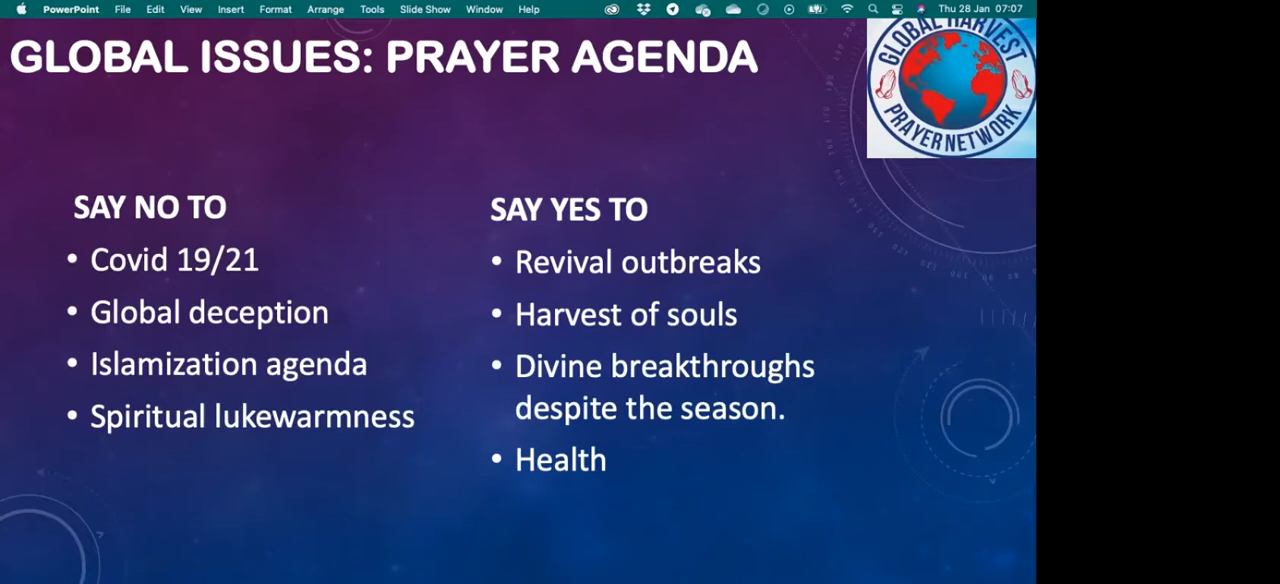 PowerPoint File Edit View Insert Format Arrange Tools Slide Show Window Help Thu 28 Jan 07:07
GLOBAL ISSUES: PRAYER AGENDA
GLOBAL HARVEST
PRAYER NETWORK
SAY NO TO
• Covid 19/21
• Global deception
• Islamization agenda
• Spiritual lukewarmness
SAY YES TO
• Revival outbreaks
• Harvest of souls
• Divine breakthroughs
despite the season.
• Health